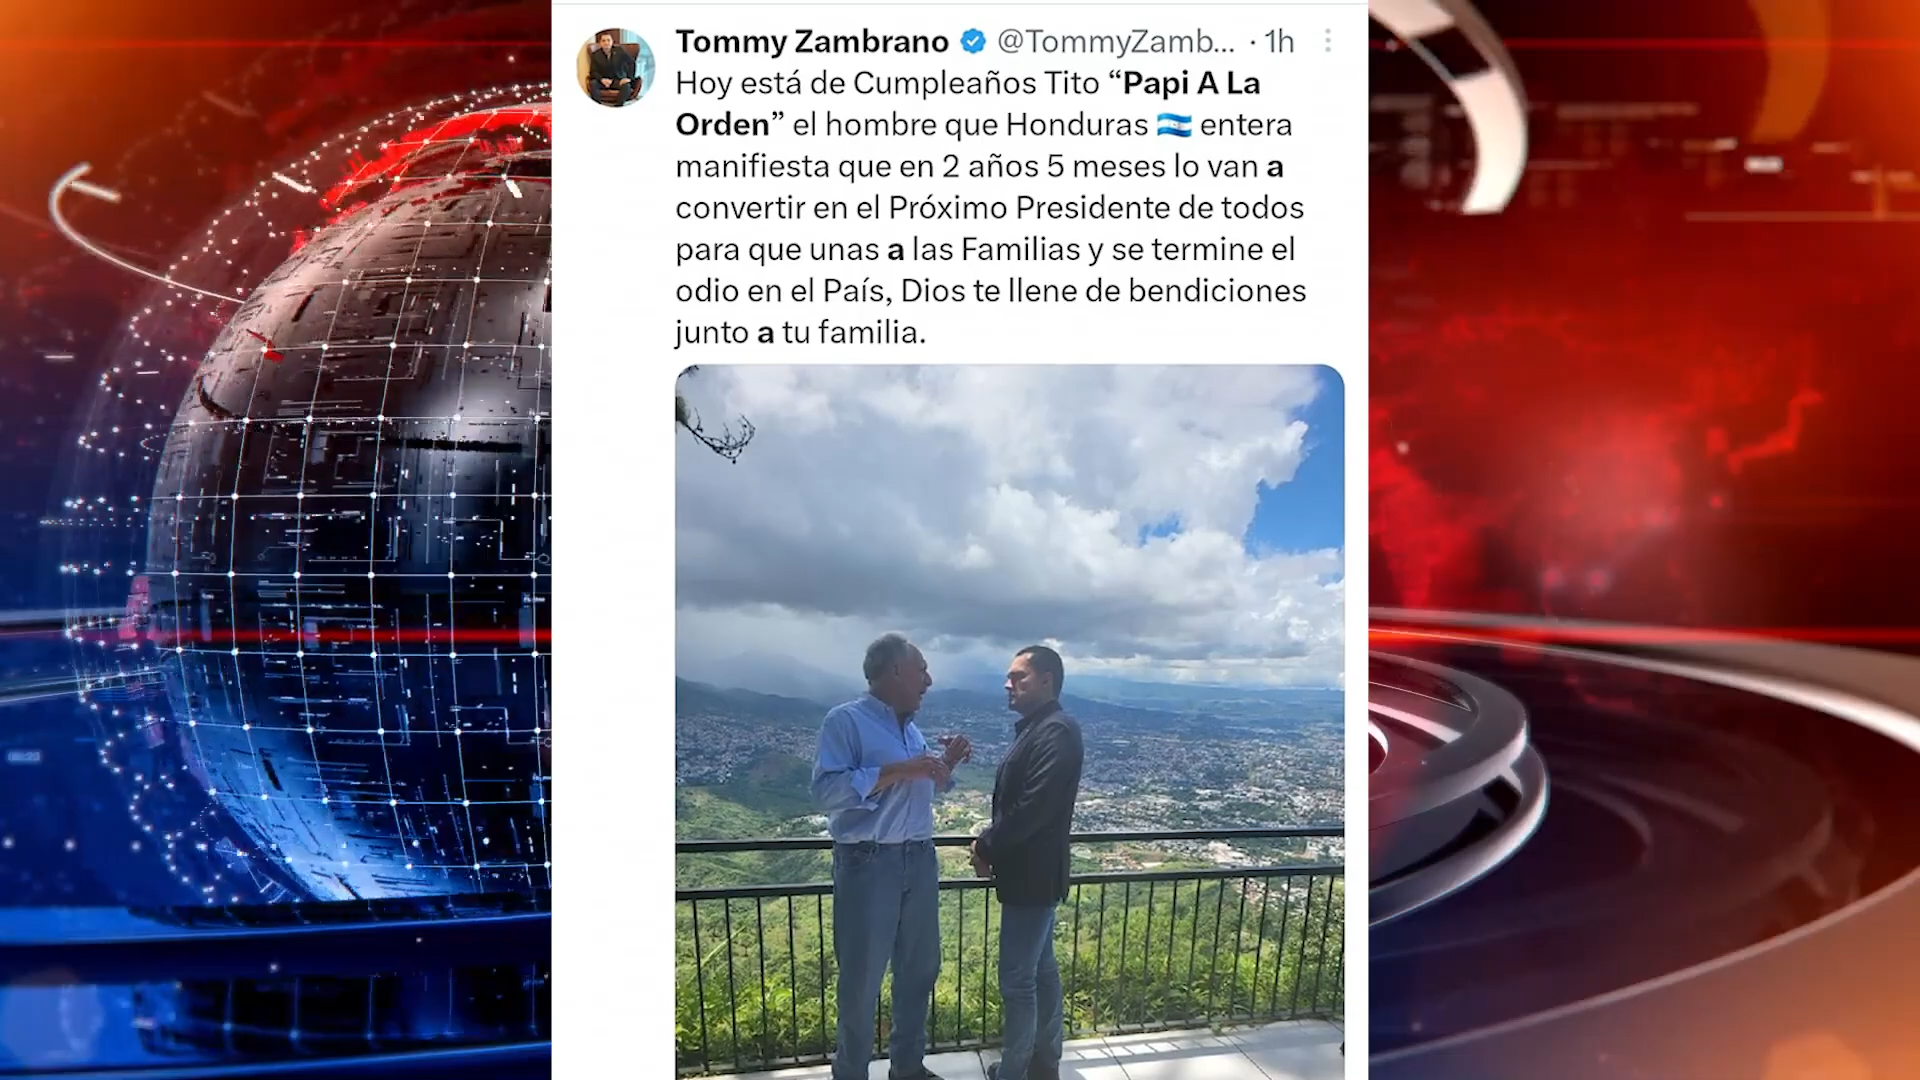 Tommy Zambrano @TommyZamb... · 1h
Hoy está de Cumpleaños Tito “Papi A La
Orden” el hombre que Honduras 🇭🇳 entera
manifiesta que en 2 años 5 meses lo van a
convertir en el Próximo Presidente de todos
para que unas a las Familias y se termine el
odio en el País, Dios te llene de bendiciones
junto a tu familia.